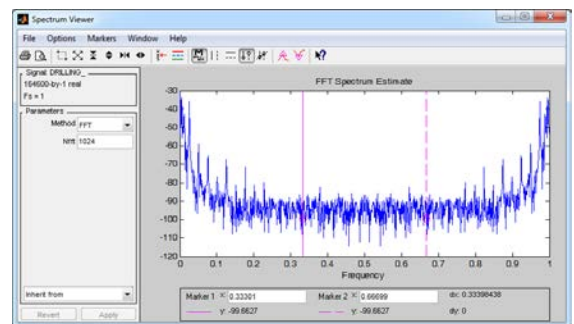 Spectrum Viewer
File Options Markers Window Help
Signal: DRILLING_
164600-by-1 real
Fs = 1
Parameters
Method FFT
Nfft 1024
Inherit from
Revert Apply
FFT Spectrum Estimate
-30
-40
-50
-60
-70
-80
-90
-100
-110
-120
0 0.1 0.2 0.3 0.4 0.5 0.6 0.7 0.8 0.9 1
Frequency
Marker 1 X: 0.33301 Marker 2 X: 0.66699 dx: 0.33398438
y: -99.6627 y: -99.6627 dy: 0